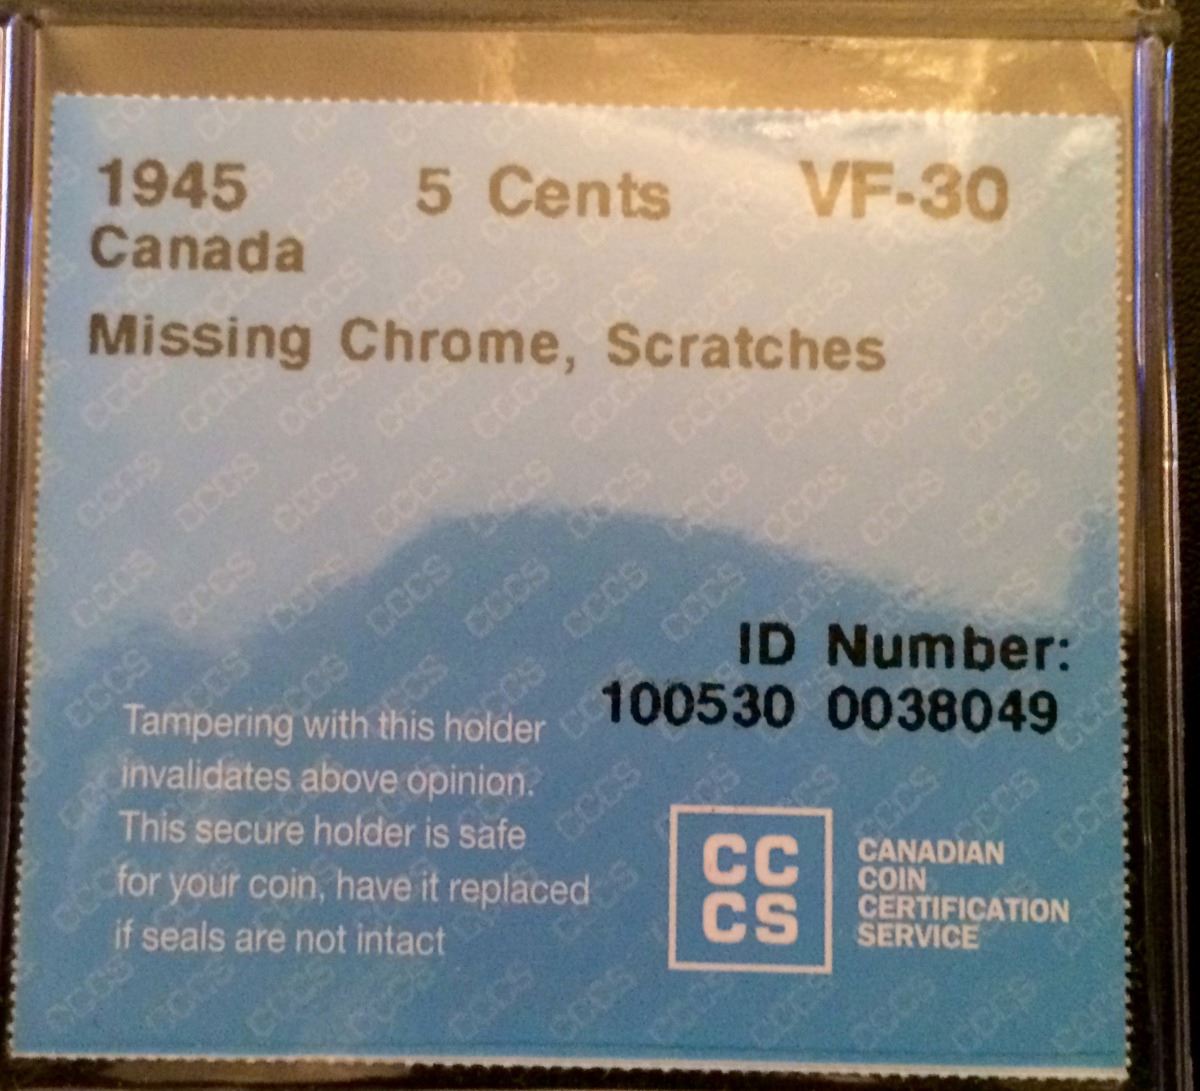 1945 5 Cents VF-30
Canada
Missing Chrome, Scratches
ID Number:
100530 0038049
Tampering with this holder
invalidates above opinion.
This secure holder is safe
for your coin, have it replaced
if seals are not intact
CC
CS
CANADIAN
COIN
CERTIFICATION
SERVICE